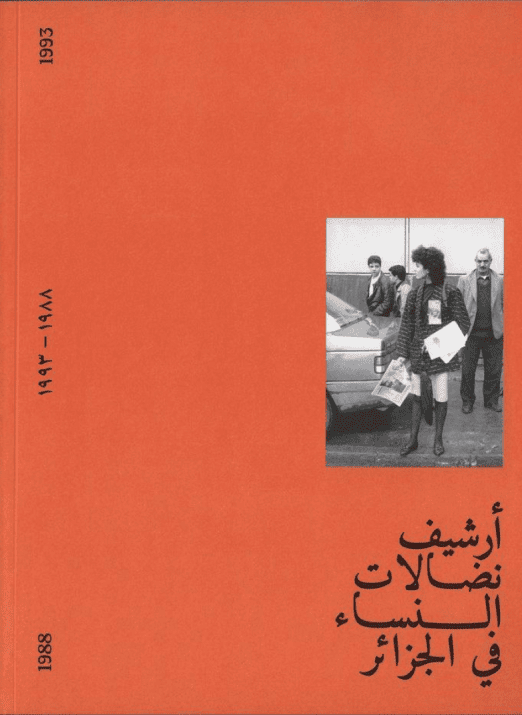 1993
١٩٨٨ – ١٩٩٣
1988
أرشيف
نضالات
النساء
في الجزائر